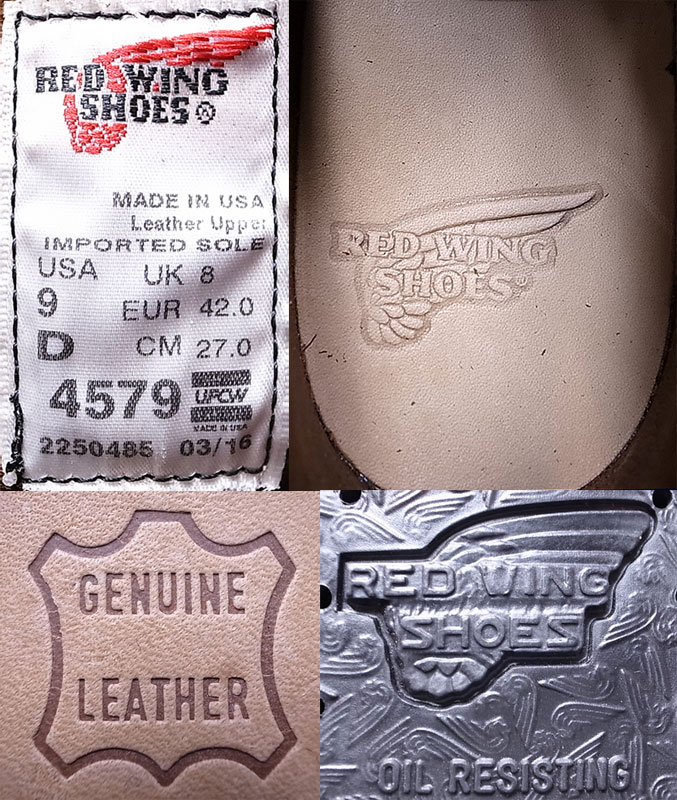 RED WING
SHOES®
MADE IN USA
Leather Upper
IMPORTED SOLE
USA UK 8
9 EUR 42.0
D CM 27.0
4579 UFCW
MADE IN USA
2250485 03/16
RED WING
SHOES®
GENUINE
LEATHER
RED WING
SHOES
OIL RESISTING